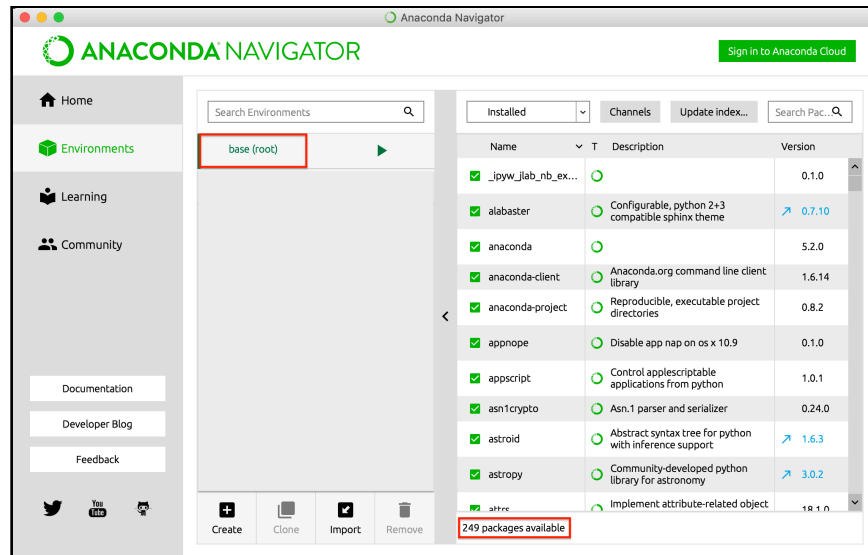 Anaconda Navigator
ANACONDA NAVIGATOR
Sign in to Anaconda Cloud
Home
Environments
Learning
Community
Documentation
Developer Blog
Feedback
You
Tube
Search Environments
base (root)
Create
Clone
Import
Remove
Installed
Channels
Update index...
Search Pac...
Name T Description Version
_ipyw_jlab_nb_ex... 0.1.0
alabaster Configurable, python 2+3
compatible sphinx theme 0.7.10
anaconda 5.2.0
anaconda-client Anaconda.org command line client
library 1.6.14
anaconda-project Reproducible, executable project
directories 0.8.2
appnope Disable app nap on os x 10.9 0.1.0
appscript Control applescriptable
applications from python 1.0.1
asn1crypto Asn.1 parser and serializer 0.24.0
astroid Abstract syntax tree for python
with inference support 1.6.3
astropy Community-developed python
library for astronomy 3.0.2
attrs Implement attribute-related object
18.1.0
249 packages available